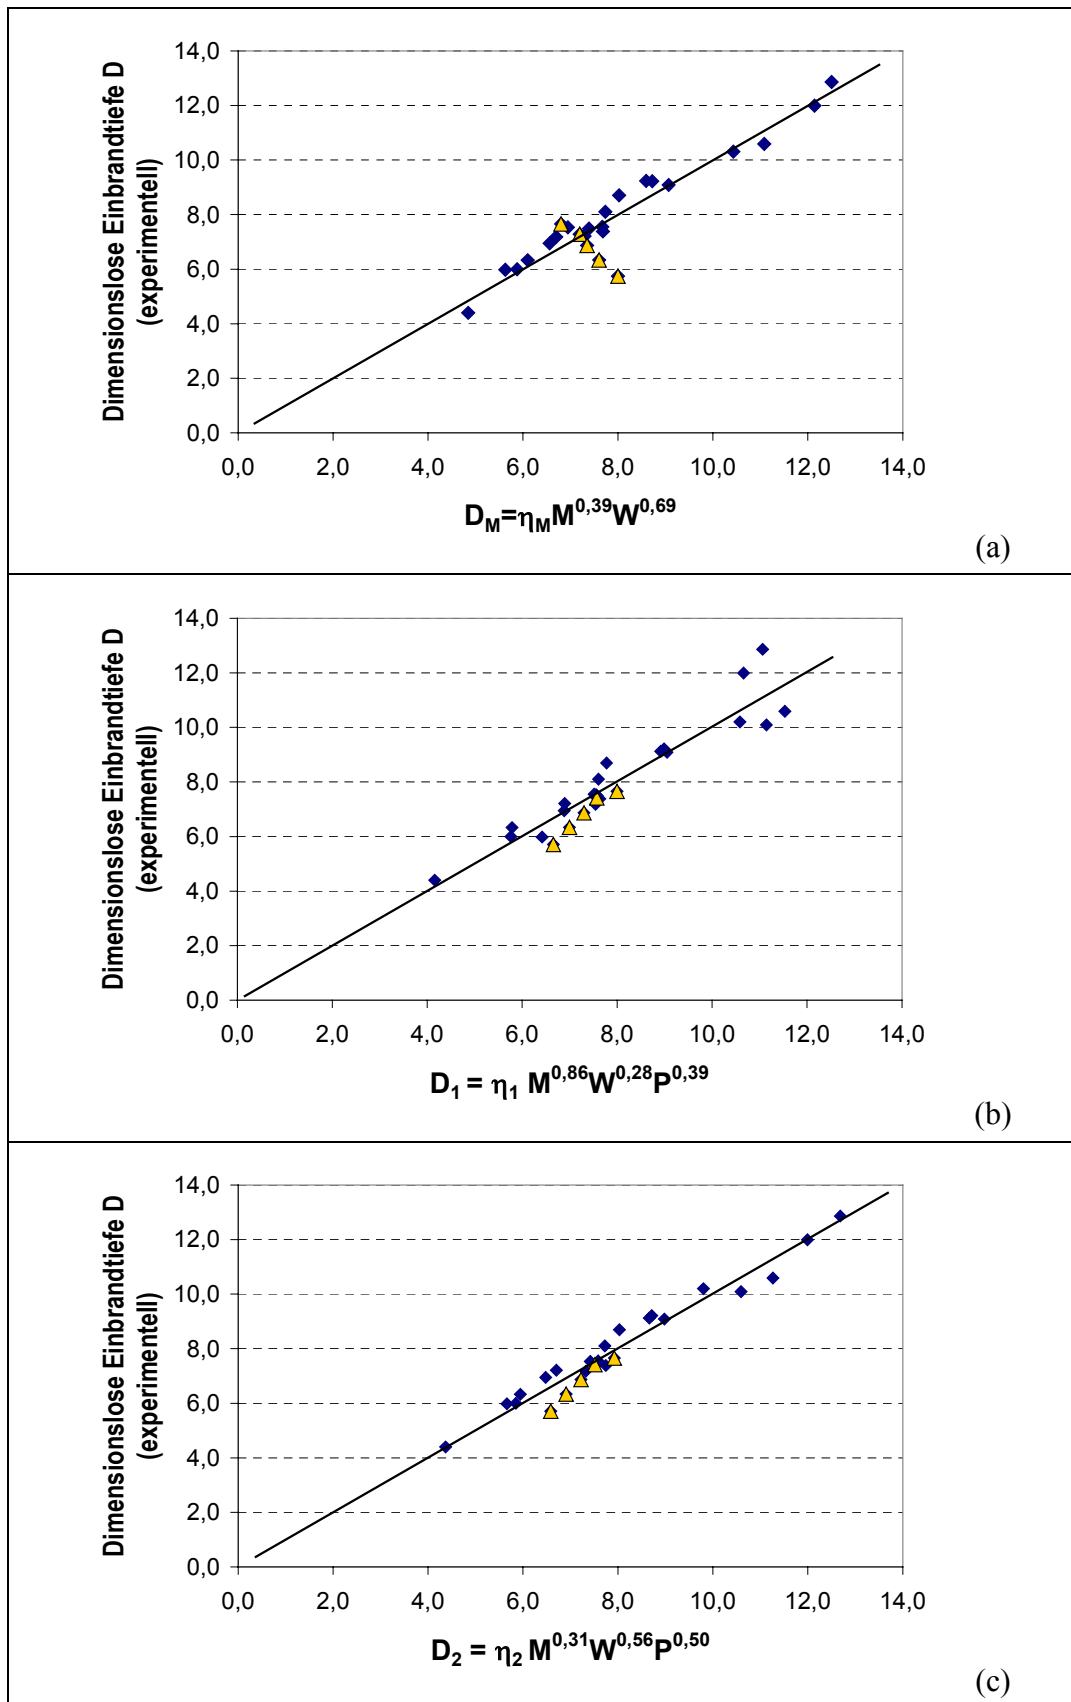 Dimensionslose Einbrandtiefe D
(experimentell)
14,0
12,0
10,0
8,0
6,0
4,0
2,0
0,0
0,0 2,0 4,0 6,0 8,0 10,0 12,0 14,0
D_M=η_M M^0,39 W^0,69
(a)
Dimensionslose Einbrandtiefe D
(experimentell)
14,0
12,0
10,0
8,0
6,0
4,0
2,0
0,0
0,0 2,0 4,0 6,0 8,0 10,0 12,0 14,0
D_1 = η_1 M^0,86 W^0,28 P^0,39
(b)
Dimensionslose Einbrandtiefe D
(experimentell)
14,0
12,0
10,0
8,0
6,0
4,0
2,0
0,0
0,0 2,0 4,0 6,0 8,0 10,0 12,0 14,0
D_2 = η_2 M^0,31 W^0,56 P^0,50
(c)